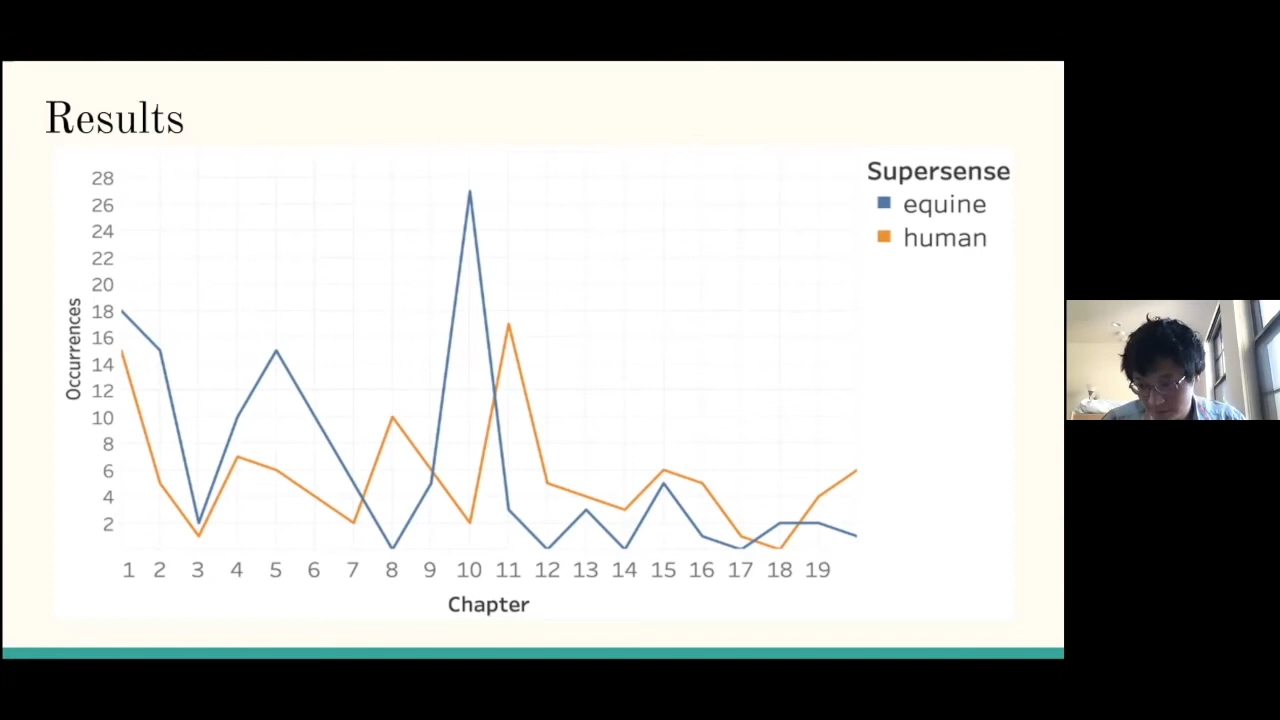 Results
Supersense
equine
human
28
26
24
22
20
18
16
14
12
10
8
6
4
2
Occurrences
1 2 3 4 5 6 7 8 9 10 11 12 13 14 15 16 17 18 19
Chapter